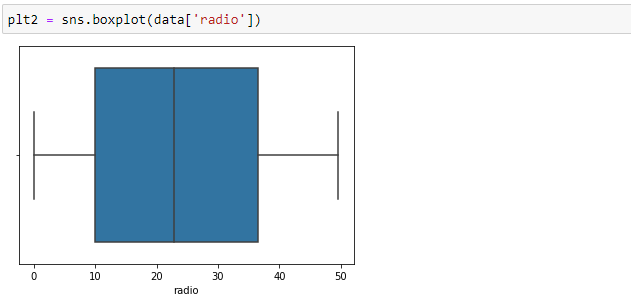 plt2 = sns.boxplot(data['radio'])
0 10 20 30 40 50
radio